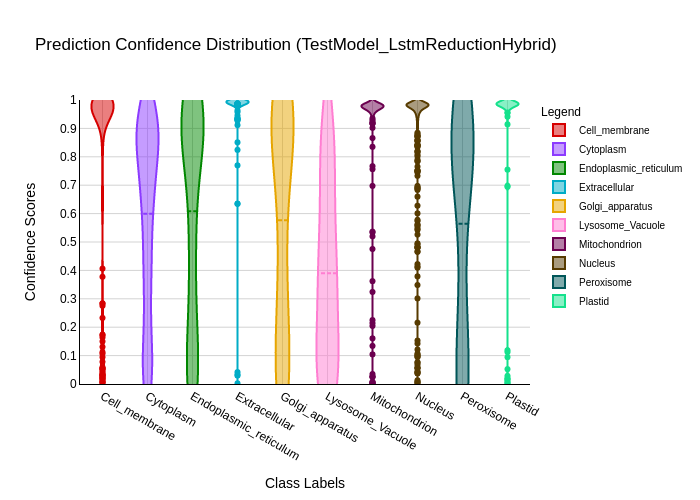 Prediction Confidence Distribution (TestModel_LstmReductionHybrid)
Confidence Scores
1
0.9
0.8
0.7
0.6
0.5
0.4
0.3
0.2
0.1
0
Cell_membrane
Cytoplasm
Endoplasmic_reticulum
Extracellular
Golgi_apparatus
Lysosome_Vacuole
Mitochondrion
Nucleus
Peroxisome
Plastid
Class Labels
Legend
Cell_membrane
Cytoplasm
Endoplasmic_reticulum
Extracellular
Golgi_apparatus
Lysosome_Vacuole
Mitochondrion
Nucleus
Peroxisome
Plastid